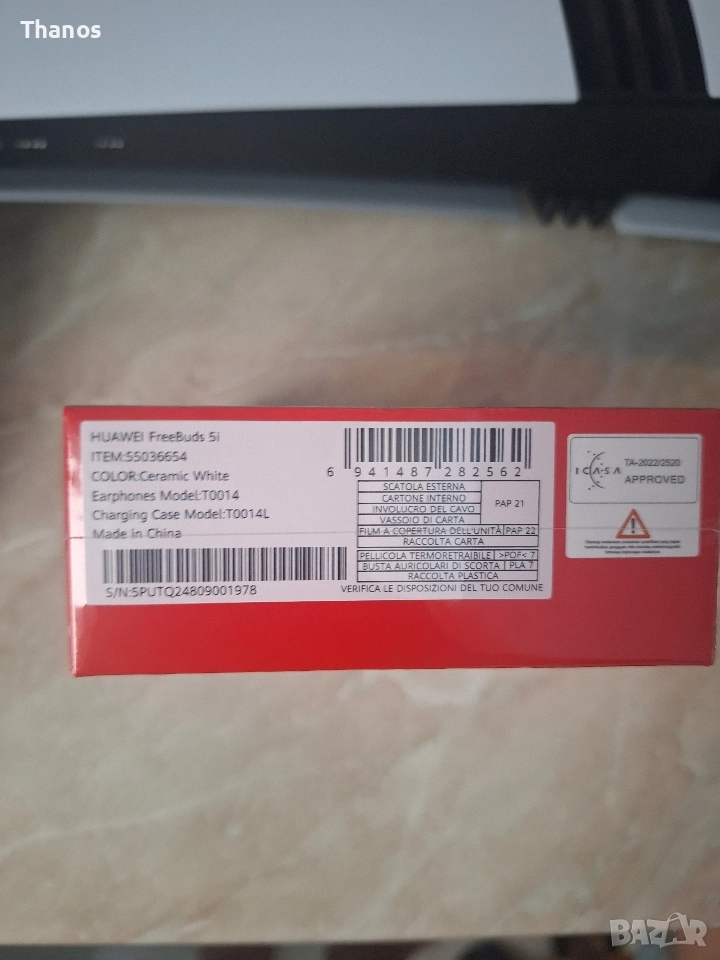 Thanos
HUAWEI FreeBuds 5i
ITEM:55036654
COLOR:Ceramic White
Earphones Model:T0014
Charging Case Model:T0014L
Made in China
S/N:5PUTQ24809001978
6 941487 282562
SCATOLA ESTERNA
CARTONE INTERNO
INVOLUCRO DEL CAVO
VASSOIO DI CARTA
PAP 21
FILM A COPERTURA DELL'UNITÀ PAP 22
RACCOLTA CARTA
PELLICOLA TERMORETRAIBILE >POF< 7
BUSTA AURICOLARI DI SCORTA PLA 7
RACCOLTA PLASTICA
VERIFICA LE DISPOSIZIONI DEL TUO COMUNE
ICASA
TA-2022/2520
APPROVED
BAZAR